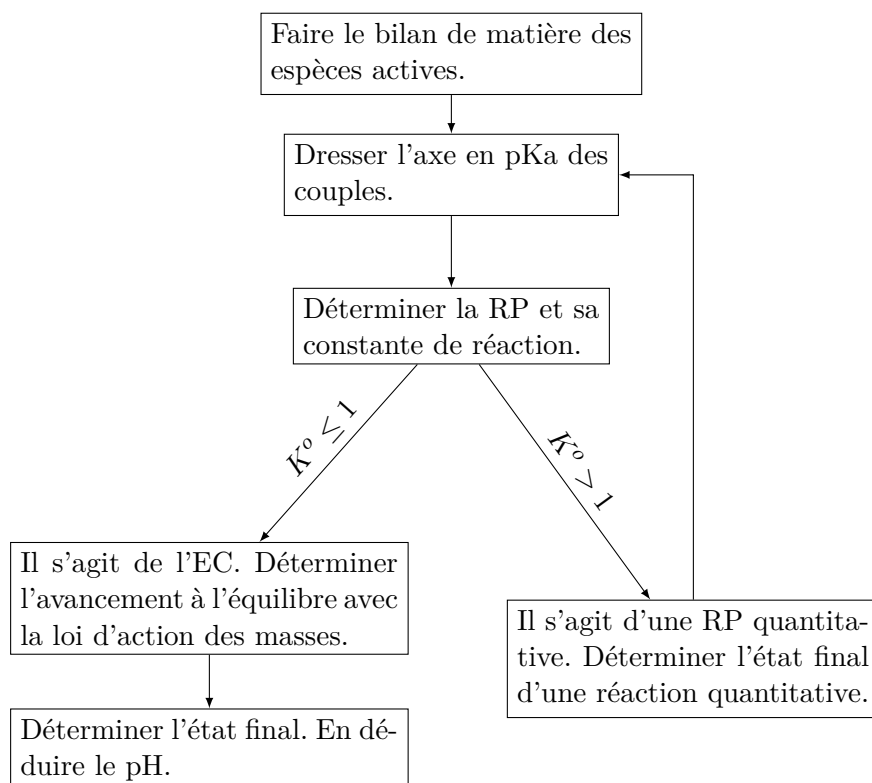 Faire le bilan de matière des
espèces actives.
Dresser l'axe en pKa des
couples.
Déterminer la RP et sa
constante de réaction.
K° ≤ 1
K° > 1
Il s'agit de l'EC. Déterminer
l'avancement à l'équilibre avec
la loi d'action des masses.
Il s'agit d'une RP quantita-
tive. Déterminer l'état final
d'une réaction quantitative.
Déterminer l'état final. En dé-
duire le pH.